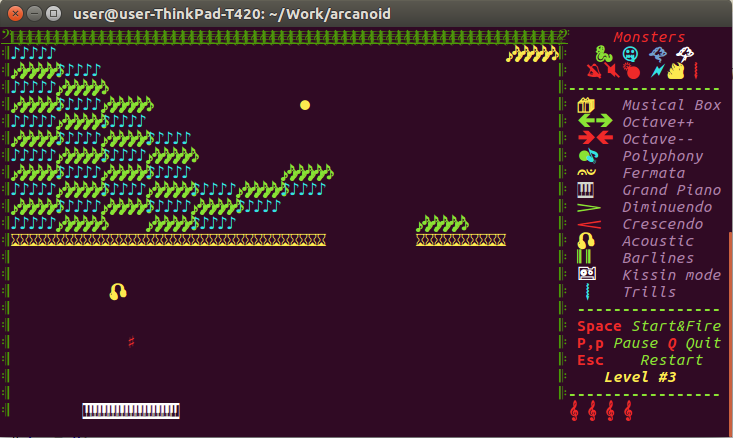 user@user-ThinkPad-T420: ~/Work/arcanoid
Monsters
Musical Box
Octave++
Octave--
Polyphony
Fermata
Grand Piano
Diminuendo
Crescendo
Acoustic
Barlines
Kissin mode
Trills
Space Start&Fire
P,p Pause Q Quit
Esc Restart
Level #3